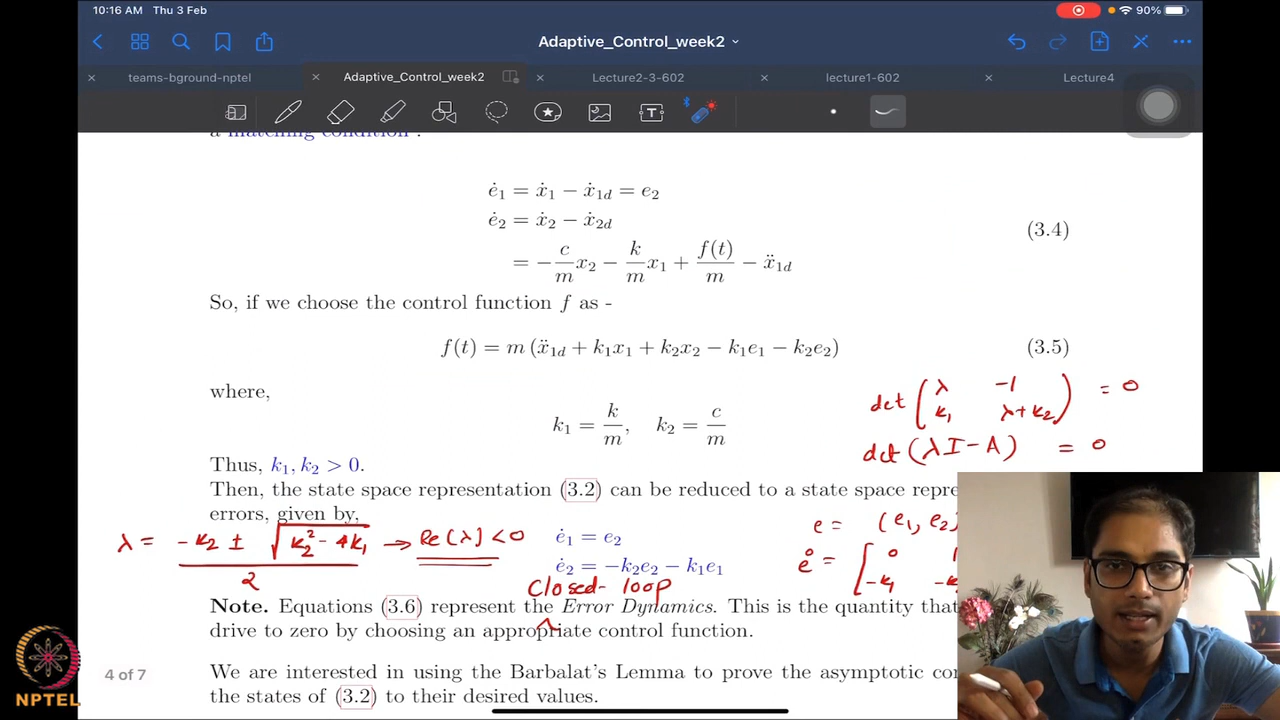 10:16 AM Thu 3 Feb
90%
Adaptive_Control_week2
teams-bground-nptel
Adaptive_Control_week2
Lecture2-3-602
lecture1-602
Lecture4
a matching condition .
ė₁ = ẋ₁ − ẋ₁d = e₂
ė₂ = ẋ₂ − ẋ₂d
(3.4)
= − c/m x₂ − k/m x₁ + f(t)/m − ẍ₁d
So, if we choose the control function f as -
f(t) = m (ẍ₁d + k₁x₁ + k₂x₂ − k₁e₁ − k₂e₂)
(3.5)
where,
det ( λ -1 k₁ λ+k₂ ) = 0
k₁ = k/m, k₂ = c/m
det (λI − A) = 0
Thus, k₁, k₂ > 0.
Then, the state space representation (3.2) can be reduced to a state space repre
errors, given by,
e = (e₁, e₂)
λ = -k₂ ± √k₂² - 4k₁ / 2 → Re(λ) < 0
ė₁ = e₂
ė₂ = −k₂e₂ − k₁e₁
ė = [ 0 1 -k₁ -k
Closed-loop
Note. Equations (3.6) represent the Error Dynamics. This is the quantity that
drive to zero by choosing an appropriate control function.
We are interested in using the Barbalat's Lemma to prove the asymptotic con
the states of (3.2) to their desired values.
4 of 7
NPTEL